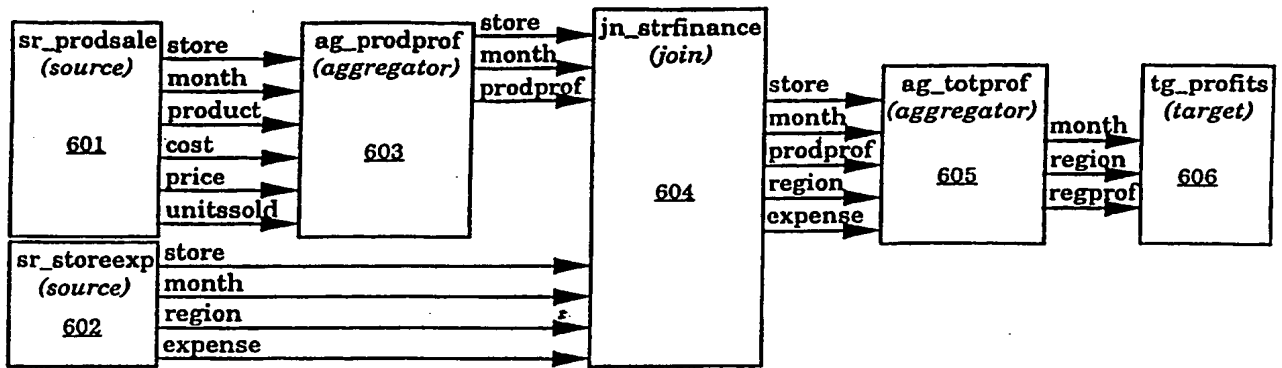 sr_prodsale
(source)
601
store
month
product
cost
price
unitssold
ag_prodprof
(aggregator)
603
store
month
prodprof
sr_storeexp
(source)
602
store
month
region
expense
jn_strfinance
(join)
604
store
month
prodprof
region
expense
ag_totprof
(aggregator)
605
month
region
regprof
tg_profits
(target)
606